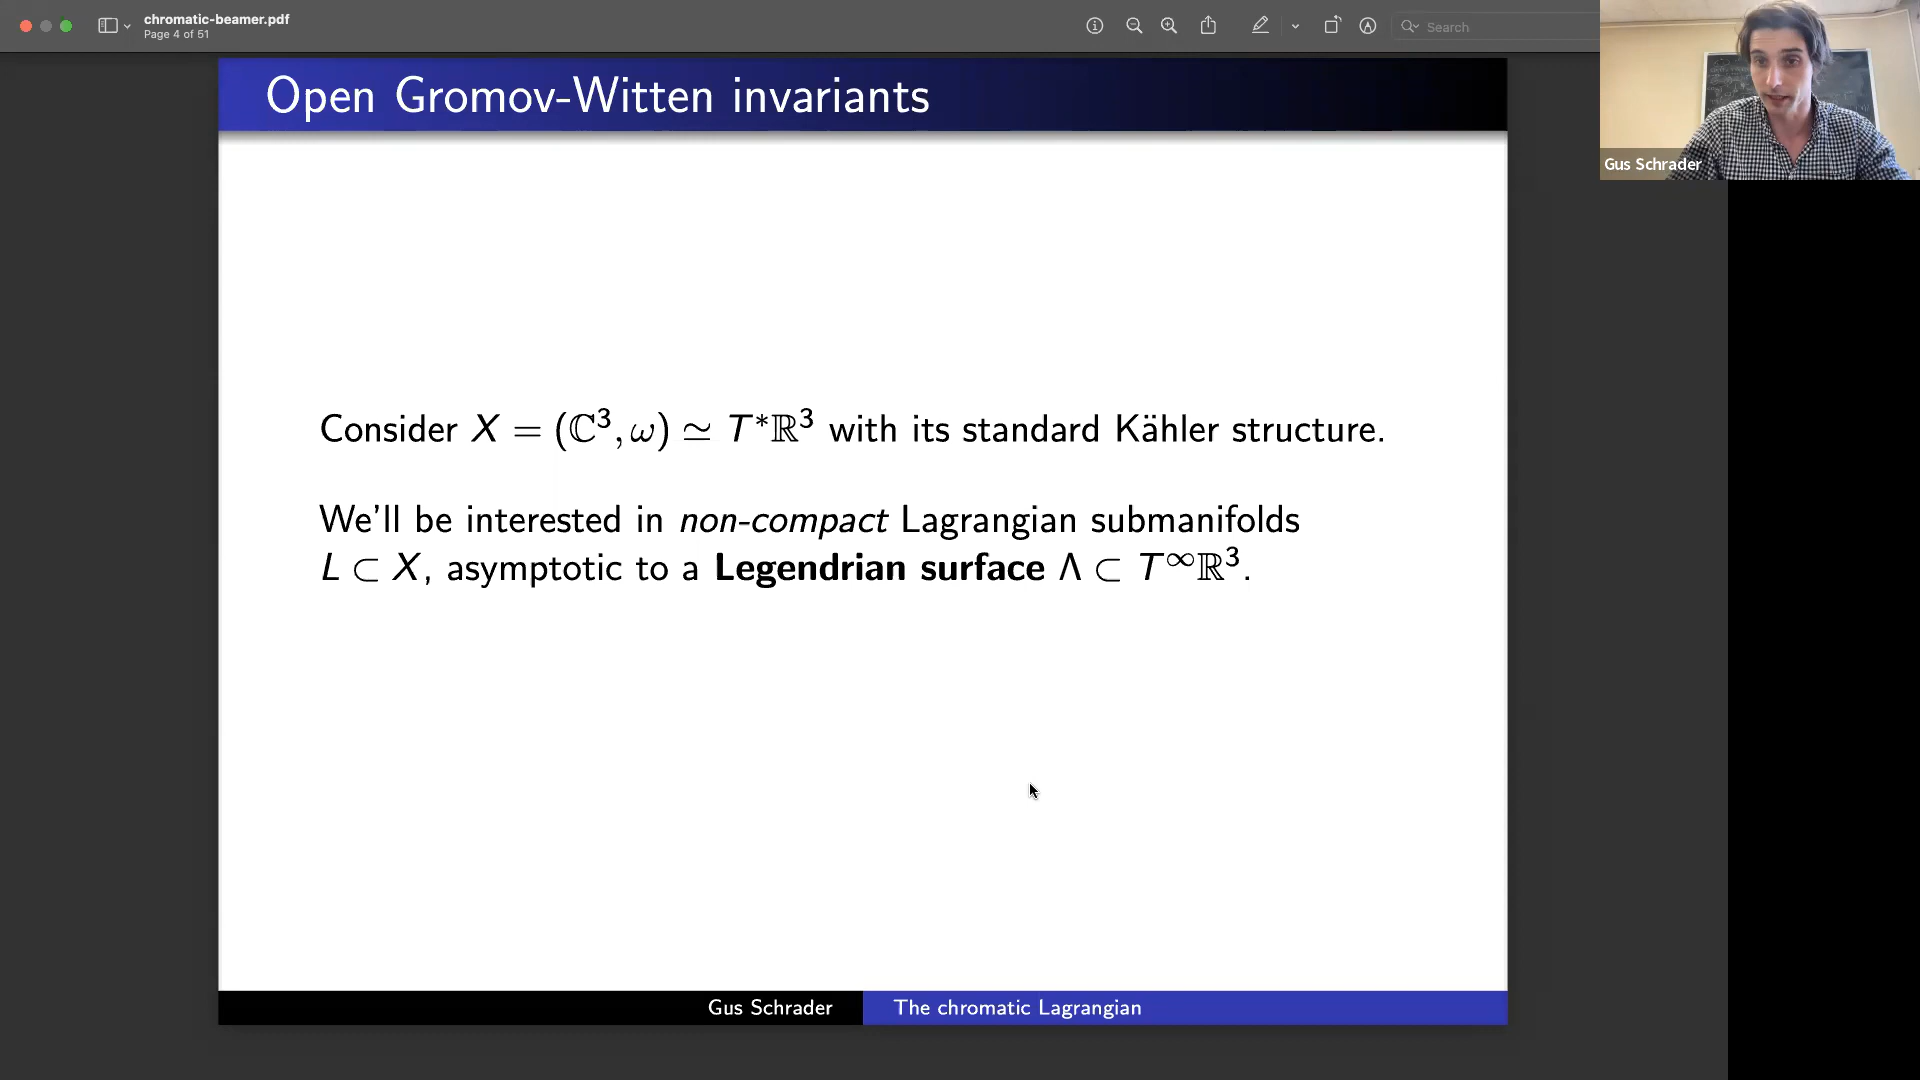 chromatic-beamer.pdf
Page 4 of 51
Search
Gus Schrader
Open Gromov-Witten invariants
Consider X = (ℂ³, ω) ≃ T*ℝ³ with its standard Kähler structure.
We'll be interested in non-compact Lagrangian submanifolds
L ⊂ X, asymptotic to a Legendrian surface Λ ⊂ T^∞ℝ³.
Gus Schrader
The chromatic Lagrangian